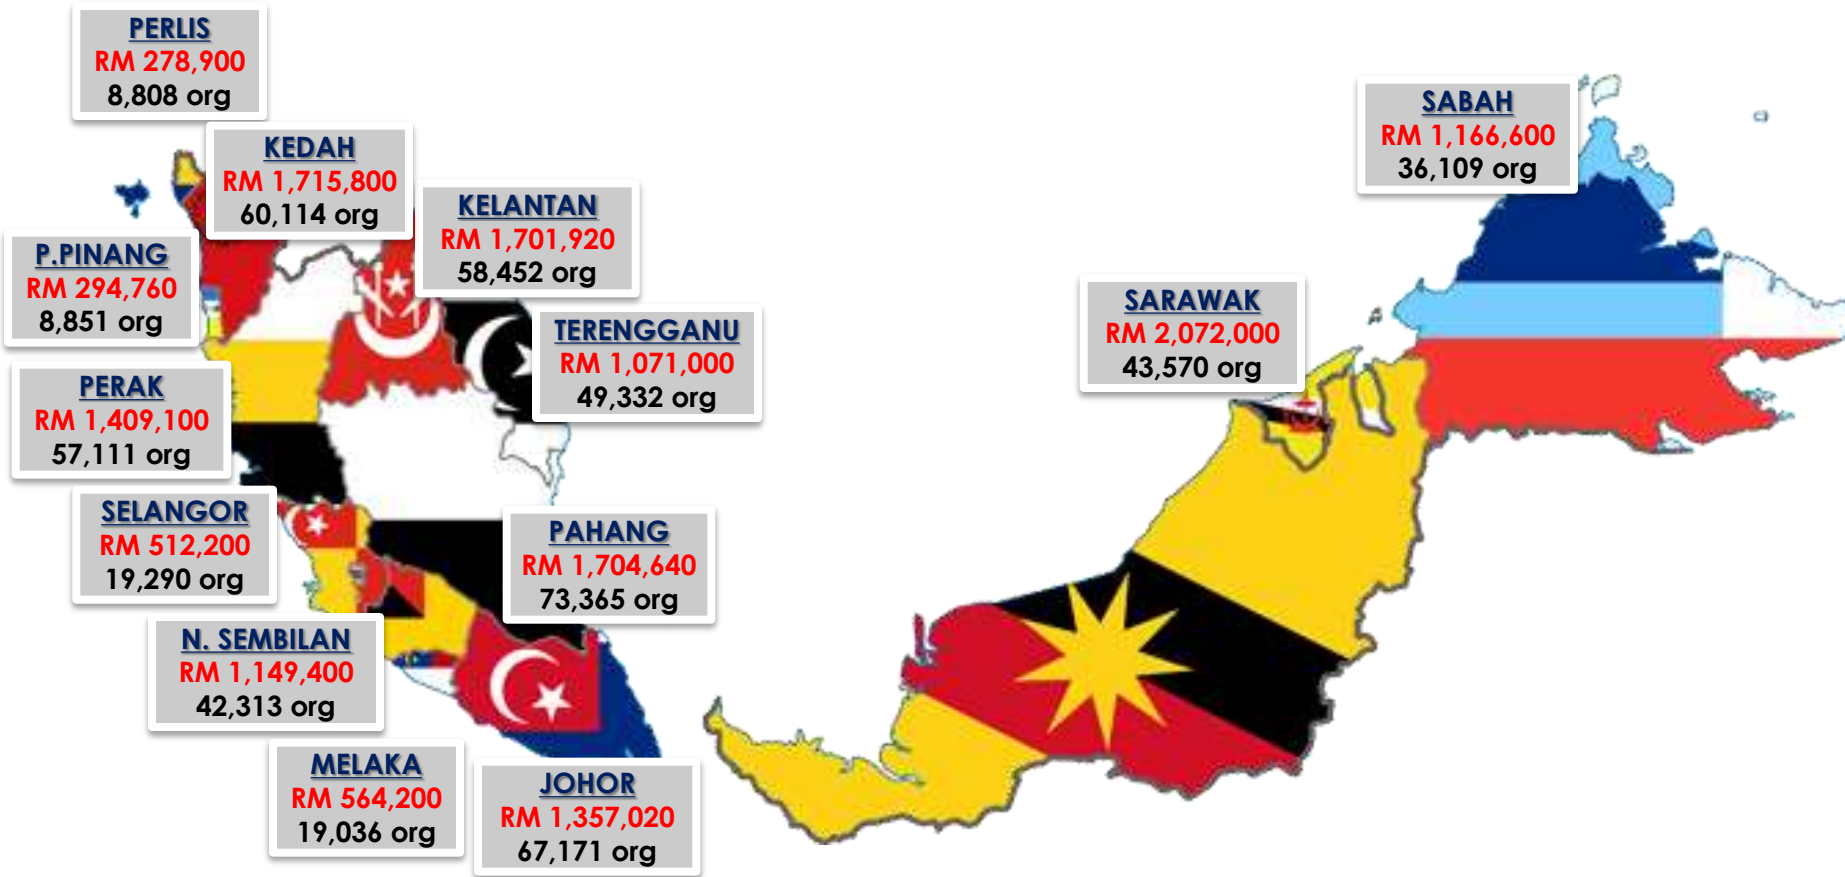 PERLIS
RM 278,900
8,808 org
KEDAH
RM 1,715,800
60,114 org
KELANTAN
RM 1,701,920
58,452 org
P.PINANG
RM 294,760
8,851 org
TERENGGANU
RM 1,071,000
49,332 org
PERAK
RM 1,409,100
57,111 org
SELANGOR
RM 512,200
19,290 org
PAHANG
RM 1,704,640
73,365 org
N. SEMBILAN
RM 1,149,400
42,313 org
MELAKA
RM 564,200
19,036 org
JOHOR
RM 1,357,020
67,171 org
SABAH
RM 1,166,600
36,109 org
SARAWAK
RM 2,072,000
43,570 org